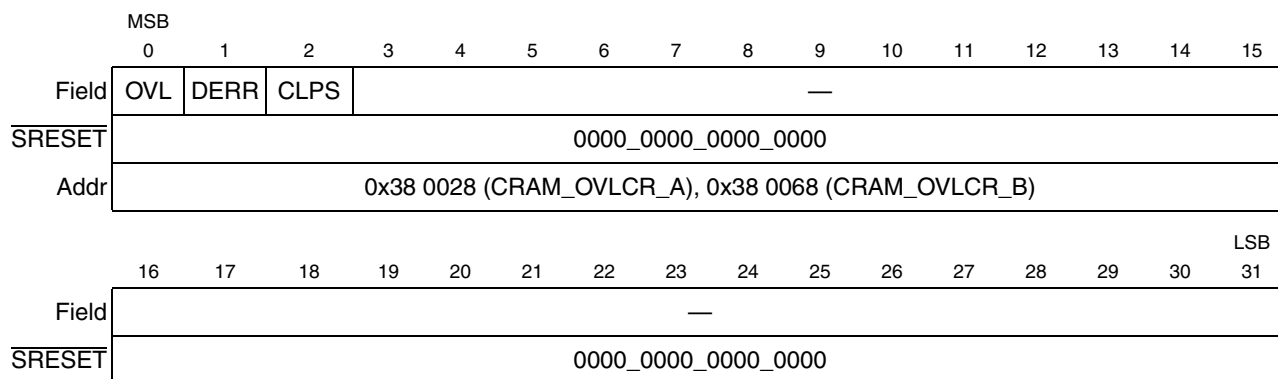 MSB
0 1 2 3 4 5 6 7 8 9 10 11 12 13 14 15
Field OVL DERR CLPS —
SRESET 0000_0000_0000_0000
Addr 0x38 0028 (CRAM_OVLCR_A), 0x38 0068 (CRAM_OVLCR_B)
LSB
16 17 18 19 20 21 22 23 24 25 26 27 28 29 30 31
Field —
SRESET 0000_0000_0000_0000